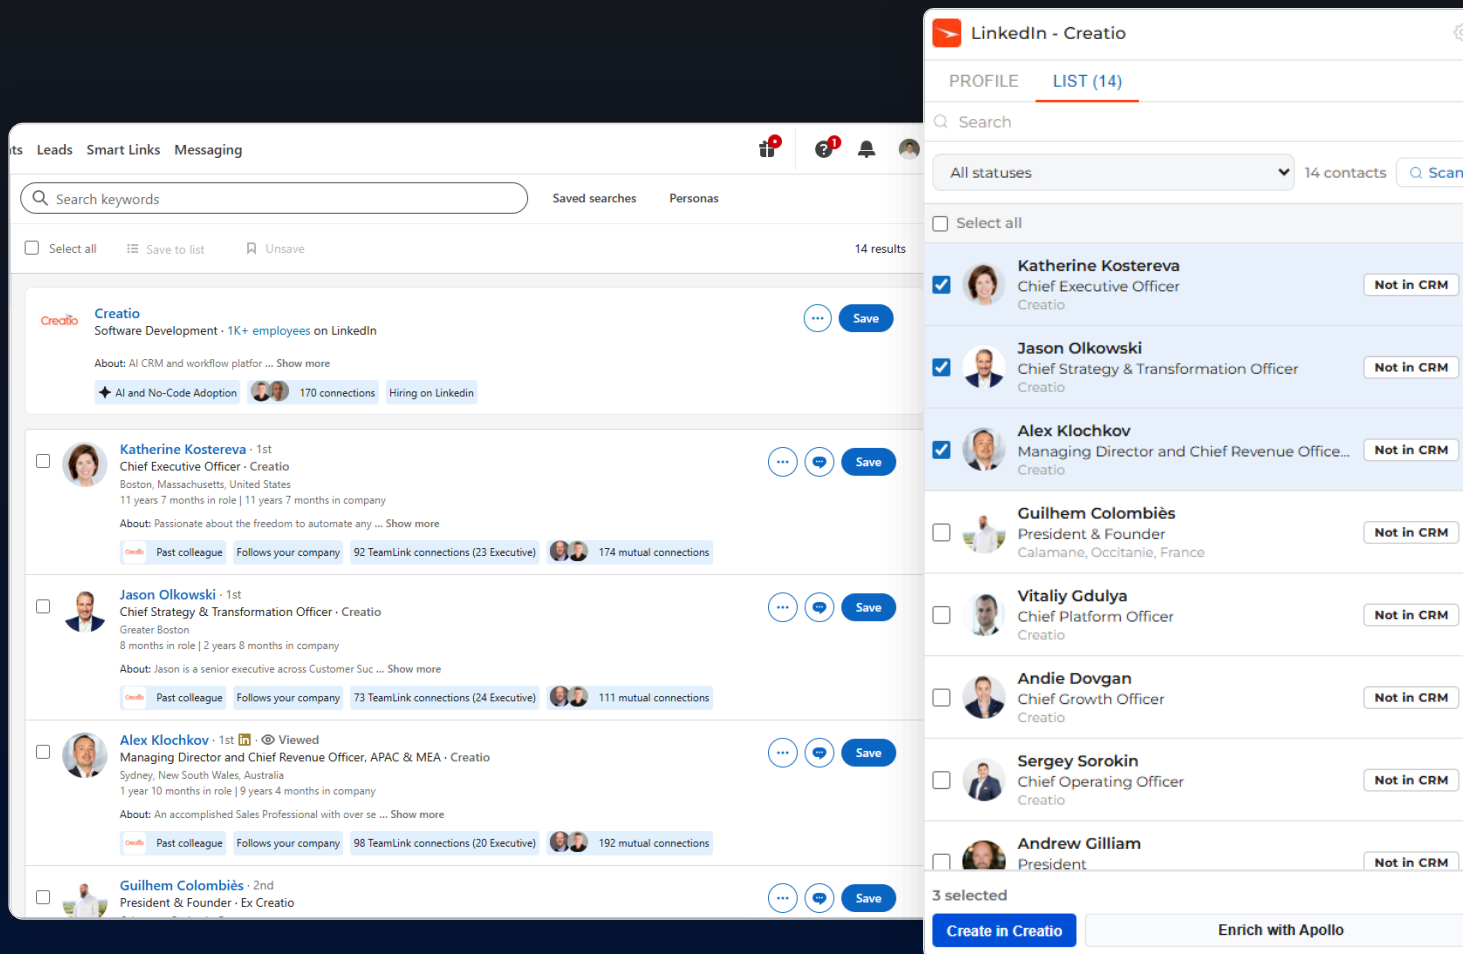 ts Leads Smart Links Messaging
1
Search keywords
Saved searches
Personas
Select all
Save to list
Unsave
14 results
Creatio
Creatio
Software Development · 1K+ employees on LinkedIn
Save
About: AI CRM and workflow platfor ... Show more
AI and No-Code Adoption
170 connections
Hiring on Linkedin
Katherine Kostereva · 1st
Chief Executive Officer · Creatio
Boston, Massachusetts, United States
11 years 7 months in role | 11 years 7 months in company
Save
About: Passionate about the freedom to automate any ... Show more
Creatio
Past colleague
Follows your company
92 TeamLink connections (23 Executive)
174 mutual connections
Jason Olkowski · 1st
Chief Strategy & Transformation Officer · Creatio
Greater Boston
8 months in role | 2 years 8 months in company
Save
About: Jason is a senior executive across Customer Suc ... Show more
Creatio
Past colleague
Follows your company
73 TeamLink connections (24 Executive)
111 mutual connections
Alex Klochkov · 1st in · Viewed
Managing Director and Chief Revenue Officer, APAC & MEA · Creatio
Sydney, New South Wales, Australia
1 year 10 months in role | 9 years 4 months in company
Save
About: An accomplished Sales Professional with over se ... Show more
Creatio
Past colleague
Follows your company
98 TeamLink connections (20 Executive)
192 mutual connections
Guilhem Colombiès · 2nd
President & Founder · Ex Creatio
Save
LinkedIn - Creatio
PROFILE
LIST (14)
Search
All statuses
14 contacts
Scan
Select all
Katherine Kostereva
Chief Executive Officer
Creatio
Not in CRM
Jason Olkowski
Chief Strategy & Transformation Officer
Creatio
Not in CRM
Alex Klochkov
Managing Director and Chief Revenue Office...
Creatio
Not in CRM
Guilhem Colombiès
President & Founder
Calamane, Occitanie, France
Not in CRM
Vitaliy Gdulya
Chief Platform Officer
Creatio
Not in CRM
Andie Dovgan
Chief Growth Officer
Creatio
Not in CRM
Sergey Sorokin
Chief Operating Officer
Creatio
Not in CRM
Andrew Gilliam
President
Not in CRM
3 selected
Create in Creatio
Enrich with Apollo